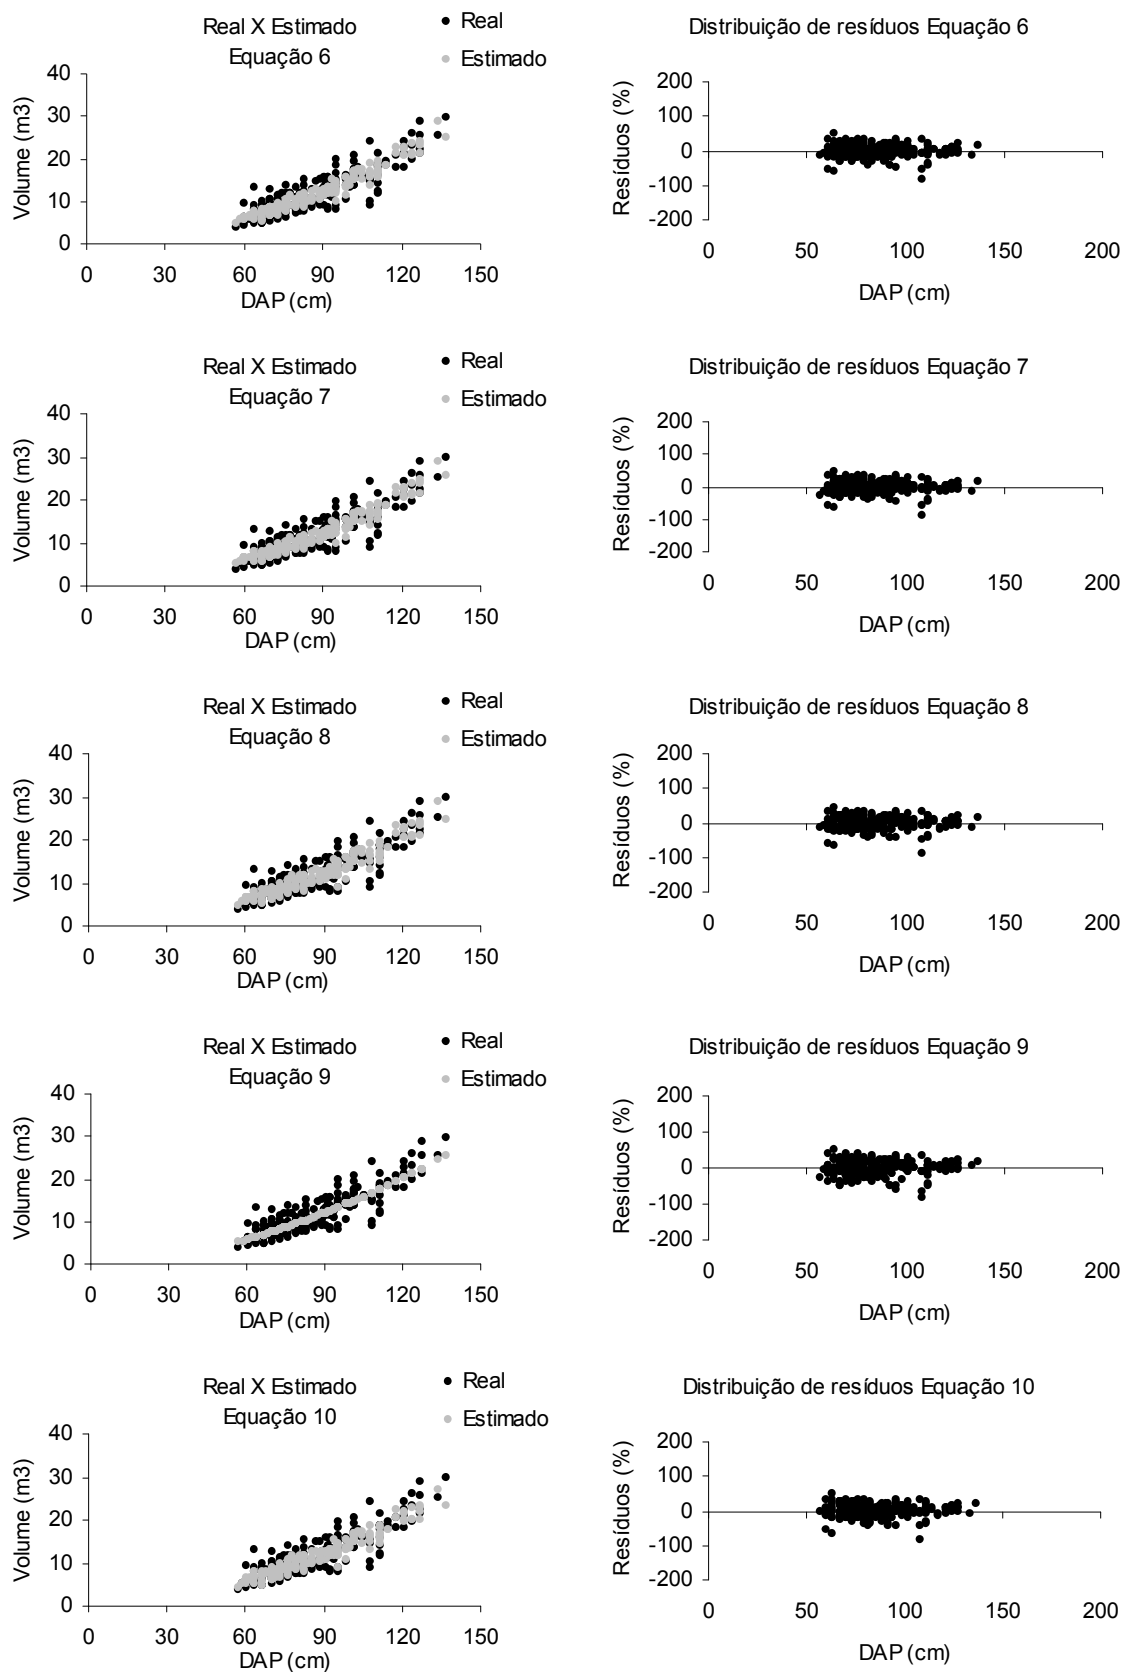 Real X Estimado
Equação 6
Real
Estimado
Volume (m3)
40
30
20
10
0
0 30 60 90 120 150
DAP (cm)
Distribuição de resíduos Equação 6
Resíduos (%)
200
100
0
-100
-200
0 50 100 150 200
DAP (cm)
Real X Estimado
Equação 7
Real
Estimado
Volume (m3)
40
30
20
10
0
0 30 60 90 120 150
DAP (cm)
Distribuição de resíduos Equação 7
Resíduos (%)
200
100
0
-100
-200
0 50 100 150 200
DAP (cm)
Real X Estimado
Equação 8
Real
Estimado
Volume (m3)
40
30
20
10
0
0 30 60 90 120 150
DAP (cm)
Distribuição de resíduos Equação 8
Resíduos (%)
200
100
0
-100
-200
0 50 100 150 200
DAP (cm)
Real X Estimado
Equação 9
Real
Estimado
Volume (m3)
40
30
20
10
0
0 30 60 90 120 150
DAP (cm)
Distribuição de resíduos Equação 9
Resíduos (%)
200
100
0
-100
-200
0 50 100 150 200
DAP (cm)
Real X Estimado
Equação 10
Real
Estimado
Volume (m3)
40
30
20
10
0
0 30 60 90 120 150
DAP (cm)
Distribuição de resíduos Equação 10
Resíduos (%)
200
100
0
-100
-200
0 50 100 150 200
DAP (cm)